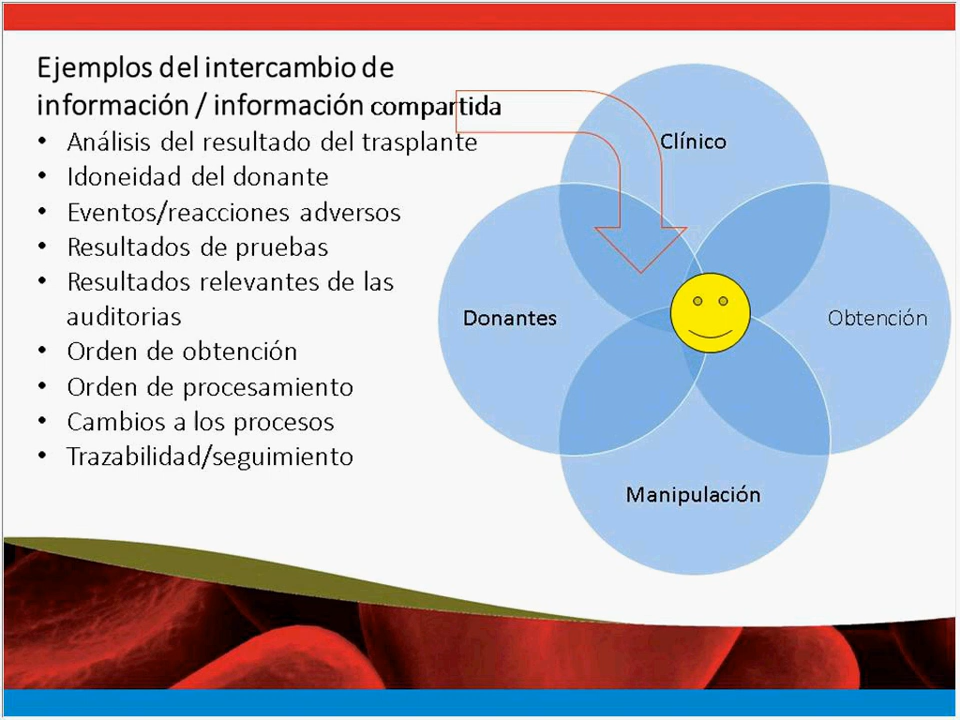 Ejemplos del intercambio de
información / información compartida
• Análisis del resultado del trasplante
• Idoneidad del donante
• Eventos/reacciones adversos
• Resultados de pruebas
• Resultados relevantes de las
auditorias
• Orden de obtención
• Orden de procesamiento
• Cambios a los procesos
• Trazabilidad/seguimiento
Clínico
Donantes
Obtención
Manipulación